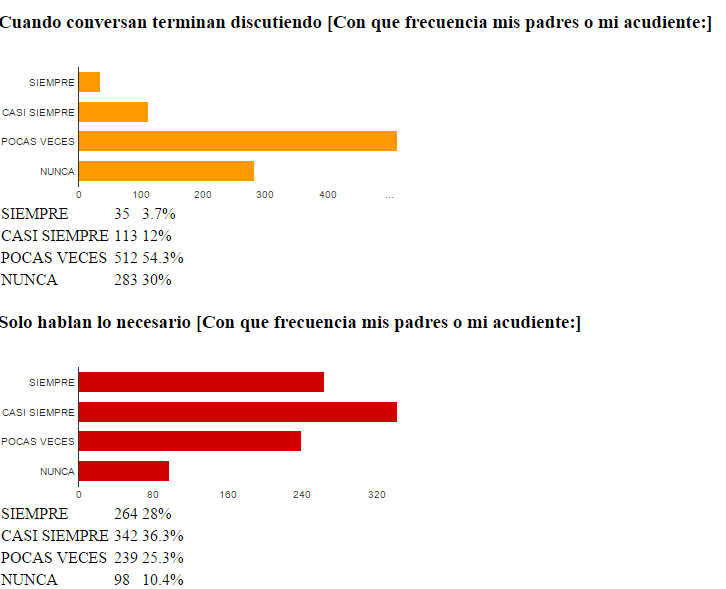 Cuando conversan terminan discutiendo [Con que frecuencia mis padres o mi acudiente:]
SIEMPRE
CASI SIEMPRE
POCAS VECES
NUNCA
0 100 200 300 400 ...
SIEMPRE 35 3.7%
CASI SIEMPRE 113 12%
POCAS VECES 512 54.3%
NUNCA 283 30%
Solo hablan lo necesario [Con que frecuencia mis padres o mi acudiente:]
SIEMPRE
CASI SIEMPRE
POCAS VECES
NUNCA
0 80 160 240 320
SIEMPRE 264 28%
CASI SIEMPRE 342 36.3%
POCAS VECES 239 25.3%
NUNCA 98 10.4%